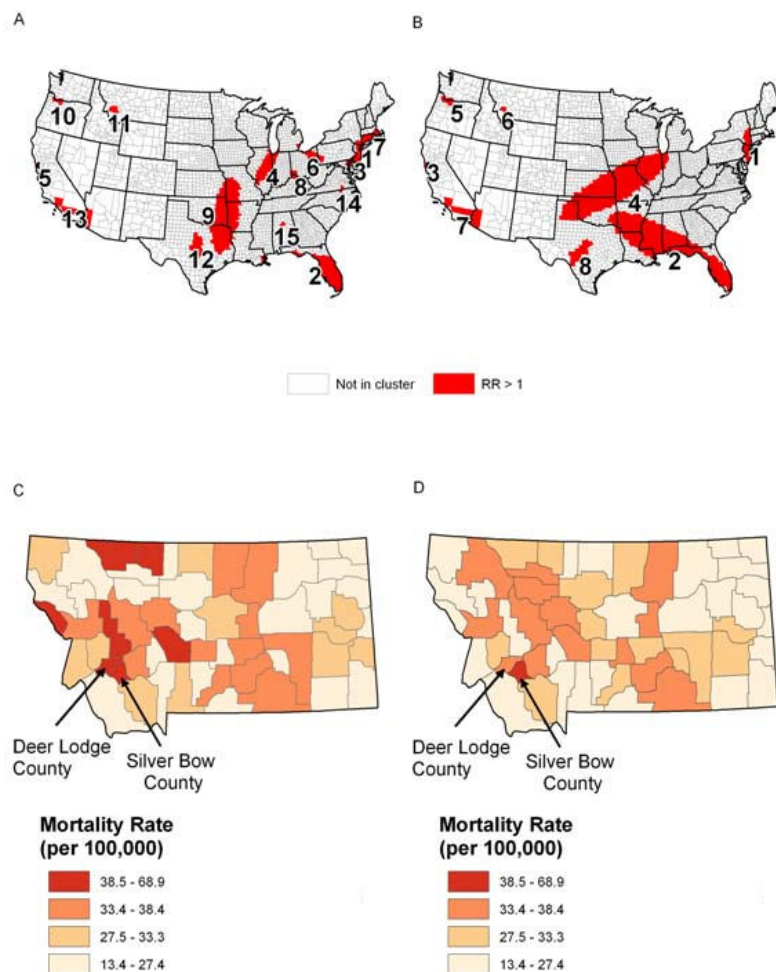 A
B
10
11
5
13
4
6
8
9
12
15
14
2
3
1
7
5
6
3
7
4
8
2
1
Not in cluster
RR > 1
C
D
Deer Lodge
County
Silver Bow
County
Deer Lodge
County
Silver Bow
County
Mortality Rate
(per 100,000)
38.5 - 68.9
33.4 - 38.4
27.5 - 33.3
13.4 - 27.4
Mortality Rate
(per 100,000)
38.5 - 68.9
33.4 - 38.4
27.5 - 33.3
13.4 - 27.4